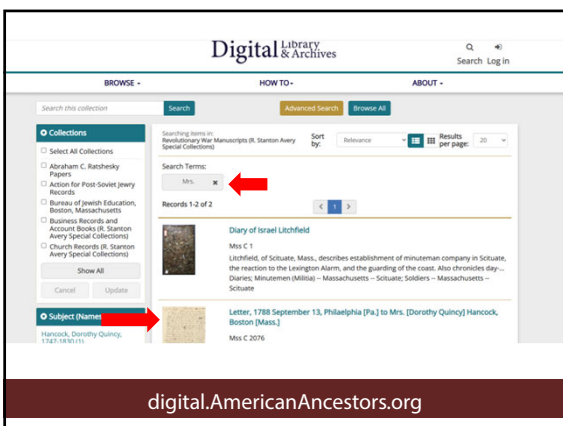 Digital Library & Archives
Search Log in
BROWSE - HOW TO - ABOUT -
Search this collection Search Advanced Search Browse All
Collections
Select All Collections
Abraham C. Ratshesky
Papers
Action for Post-Soviet Jewry
Records
Bureau of Jewish Education,
Boston, Massachusetts
Business Records and
Account Books (R. Stanton
Avery Special Collections)
Church Records (R. Stanton
Avery Special Collections)
Show All
Cancel Update
Subject (Names
Hancock, Dorothy Quincy,
1747-1830 (1)
Searching items in:
Revolutionary War Manuscripts (R. Stanton Avery
Special Collections)
Sort
by:
Relevance
Results
per page:
20
Search Terms:
Mrs. x
Records 1-2 of 2
< 1 >
Diary of Israel Litchfield
Mss C 1
Litchfield, of Scituate, Mass., describes establishment of minuteman company in Scituate,
the reaction to the Lexington Alarm, and the guarding of the coast. Also chronicles day-...
Diaries; Minutemen (Militia) -- Massachusetts -- Scituate; Soldiers -- Massachusetts --
Scituate
Letter, 1788 September 13, Philaelphia [Pa.] to Mrs. [Dorothy Quincy] Hancock,
Boston [Mass.]
Mss C 2076
digital.AmericanAncestors.org